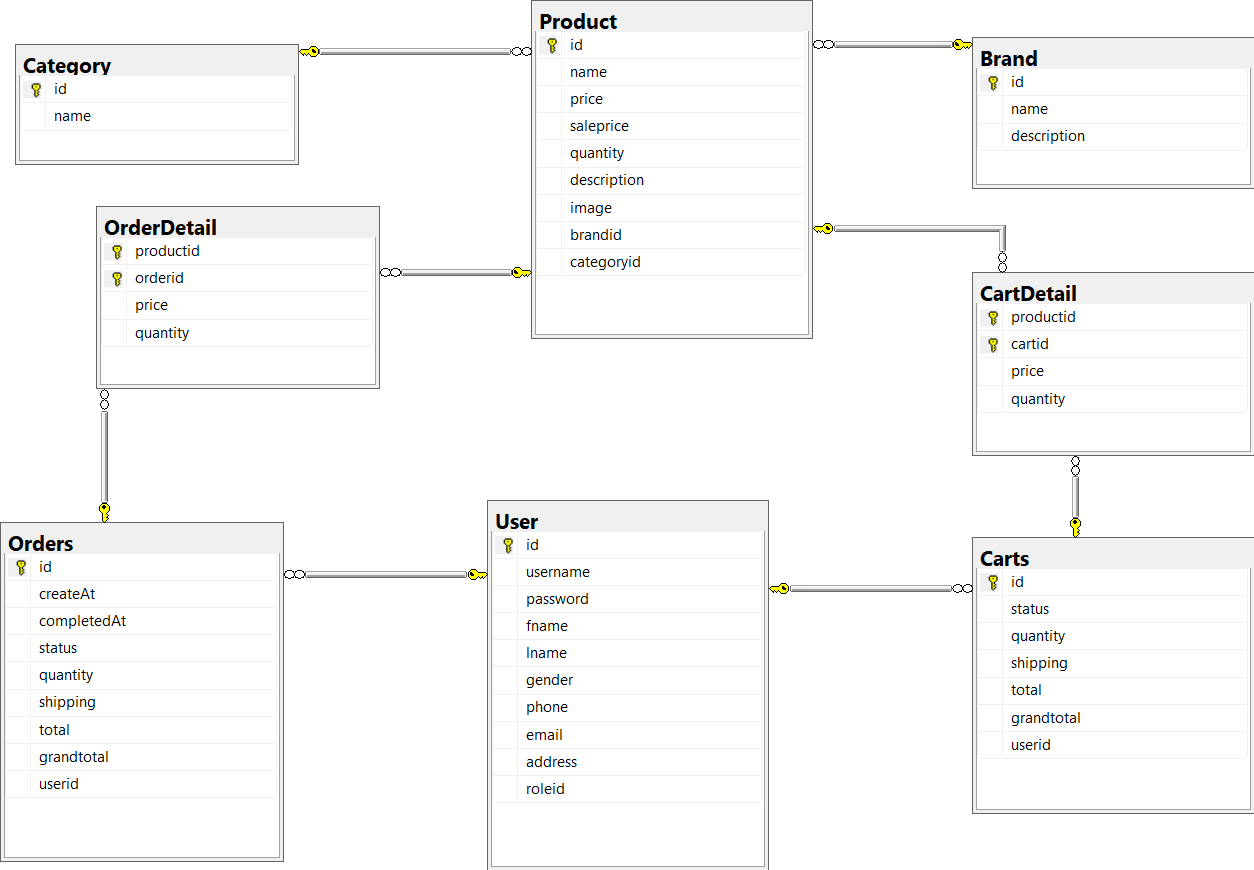 Product
id
name
price
saleprice
quantity
description
image
brandid
categoryid
Category
id
name
Brand
id
name
description
OrderDetail
productid
orderid
price
quantity
CartDetail
productid
cartid
price
quantity
Orders
id
createAt
completedAt
status
quantity
shipping
total
grandtotal
userid
User
id
username
password
fname
lname
gender
phone
email
address
roleid
Carts
id
status
quantity
shipping
total
grandtotal
userid